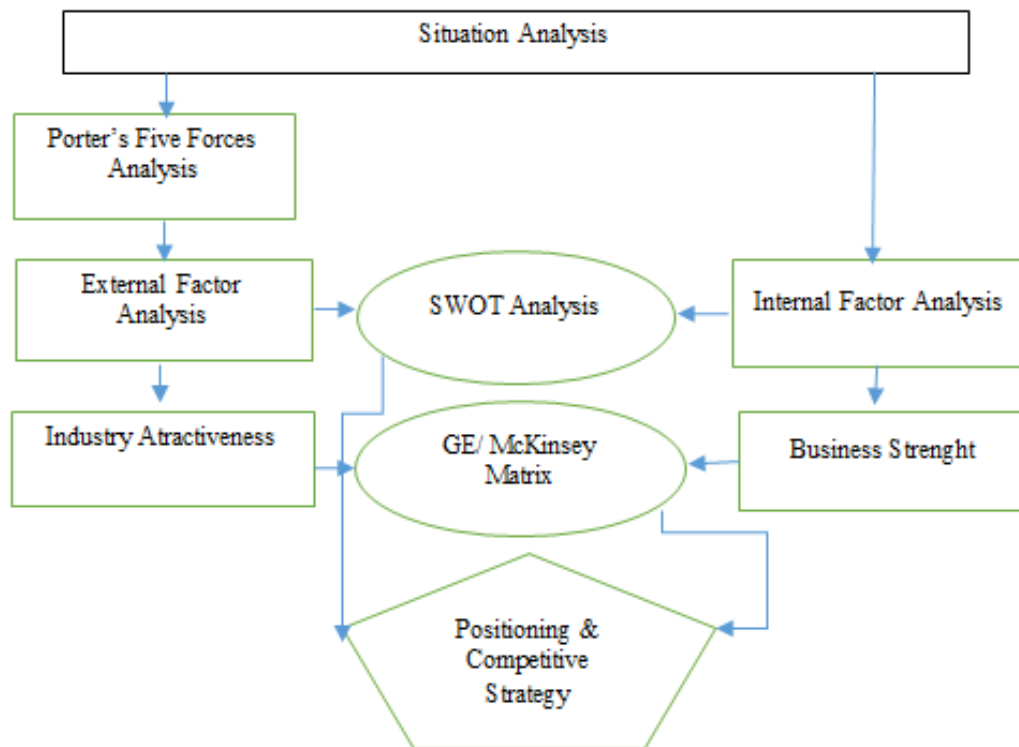 Situation Analysis
Porter’s Five Forces
Analysis
External Factor
Analysis
SWOT Analysis
Internal Factor Analysis
Industry Atractiveness
GE/ McKinsey
Matrix
Business Strenght
Positioning &
Competitive
Strategy